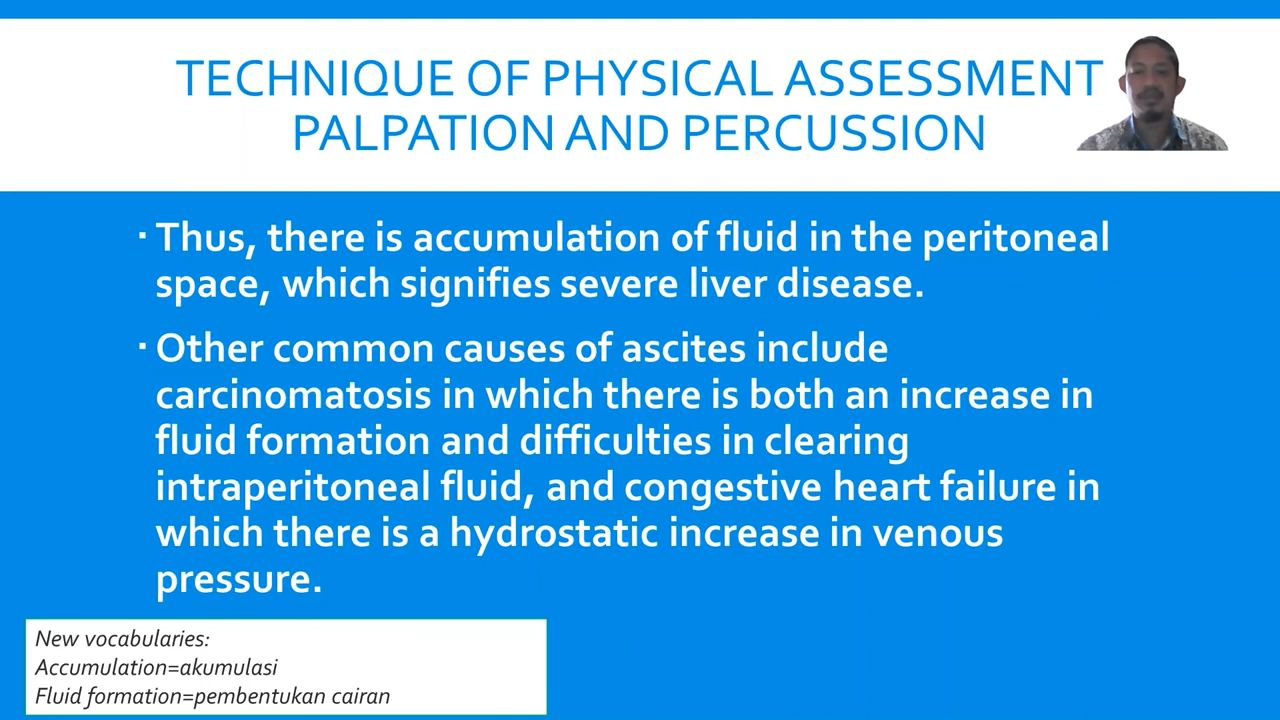 TECHNIQUE OF PHYSICAL ASSESSMENT
PALPATION AND PERCUSSION
▪ Thus, there is accumulation of fluid in the peritoneal
space, which signifies severe liver disease.
▪ Other common causes of ascites include
carcinomatosis in which there is both an increase in
fluid formation and difficulties in clearing
intraperitoneal fluid, and congestive heart failure in
which there is a hydrostatic increase in venous
pressure.
New vocabularies:
Accumulation=akumulasi
Fluid formation=pembentukan cairan